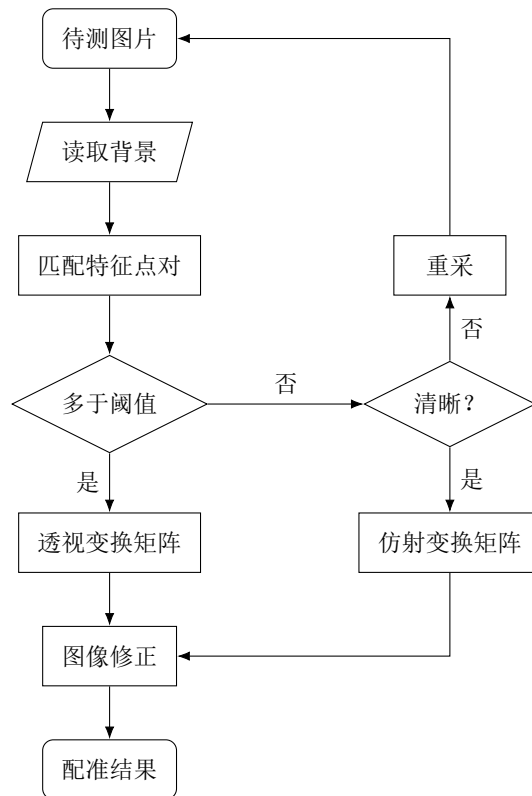 待测图片
读取背景
匹配特征点对
重采
否
多于阈值
否
清晰?
是
是
透视变换矩阵
仿射变换矩阵
图像修正
配准结果